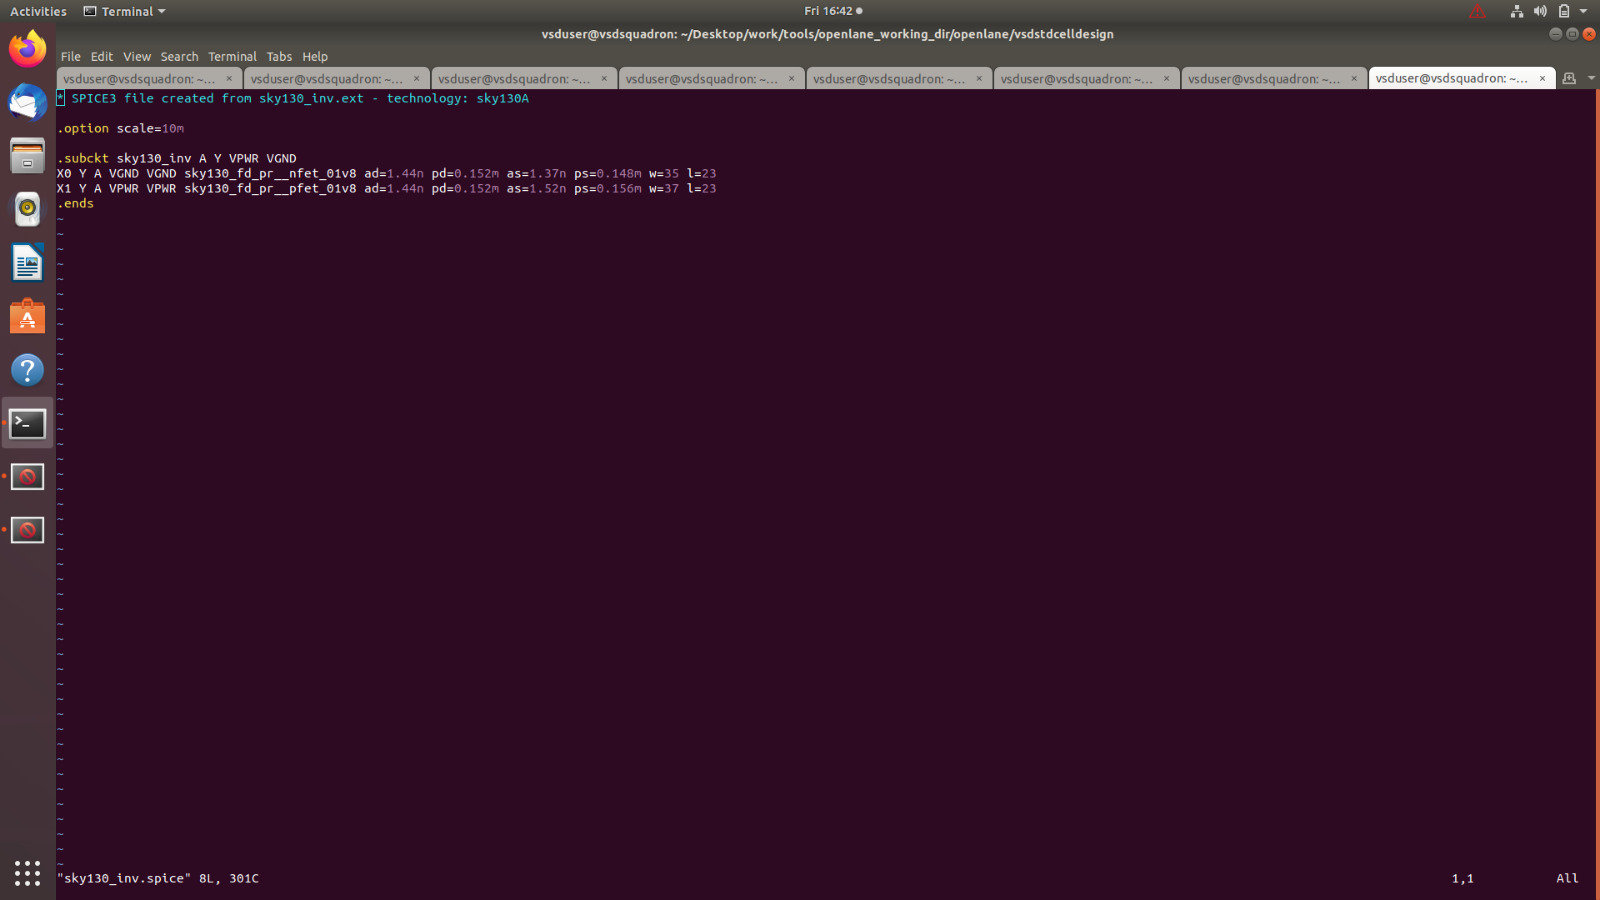 Activities Terminal Fri 16:42
vsduser@vsdsquadron: ~/Desktop/work/tools/openlane_working_dir/openlane/vsdstdcelldesign
File Edit View Search Terminal Tabs Help
vsduser@vsdsquadron: ~... × vsduser@vsdsquadron: ~... × vsduser@vsdsquadron: ~... × vsduser@vsdsquadron: ~... × vsduser@vsdsquadron: ~... × vsduser@vsdsquadron: ~... × vsduser@vsdsquadron: ~... × vsduser@vsdsquadron: ~... ×
* SPICE3 file created from sky130_inv.ext - technology: sky130A
.option scale=10m
.subckt sky130_inv A Y VPWR VGND
X0 Y A VGND VGND sky130_fd_pr__nfet_01v8 ad=1.44n pd=0.152m as=1.37n ps=0.148m w=35 l=23
X1 Y A VPWR VPWR sky130_fd_pr__pfet_01v8 ad=1.44n pd=0.152m as=1.52n ps=0.156m w=37 l=23
.ends
"sky130_inv.spice" 8L, 301C 1,1 All